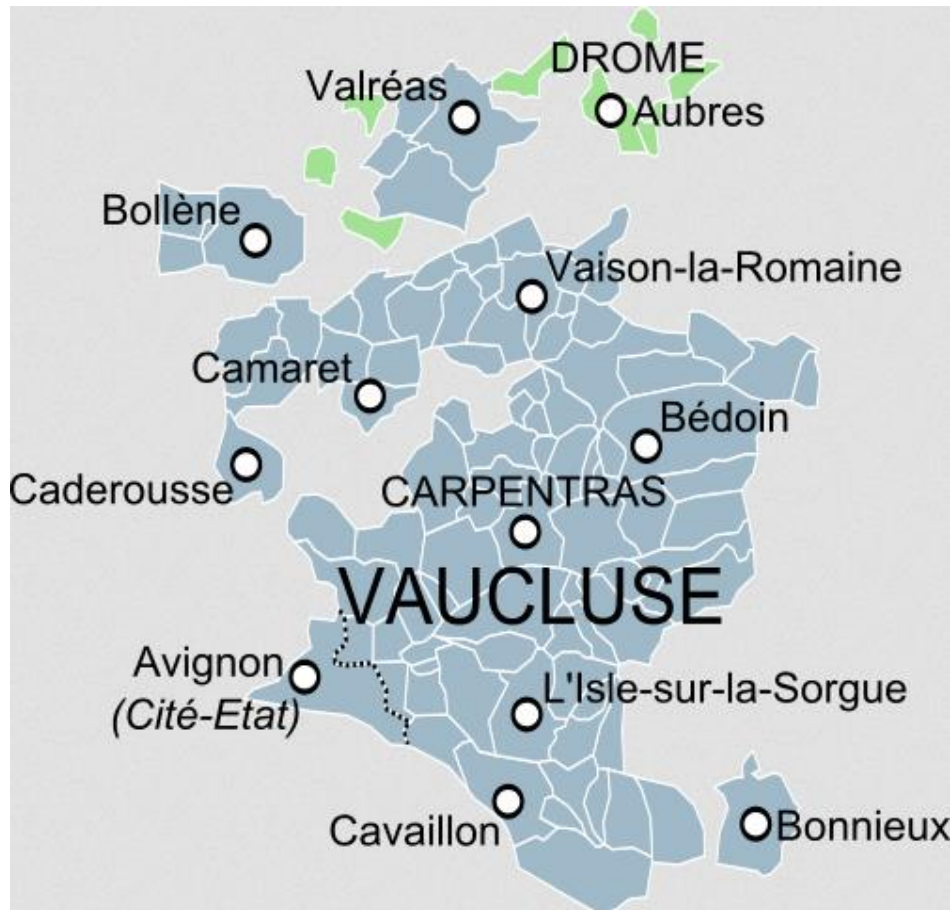 DROME
Valréas
Aubres
Bollène
Vaison-la-Romaine
Camaret
Bédoin
Caderousse
CARPENTRAS
VAUCLUSE
Avignon
(Cité-Etat)
L'Isle-sur-la-Sorgue
Cavaillon
Bonnieux